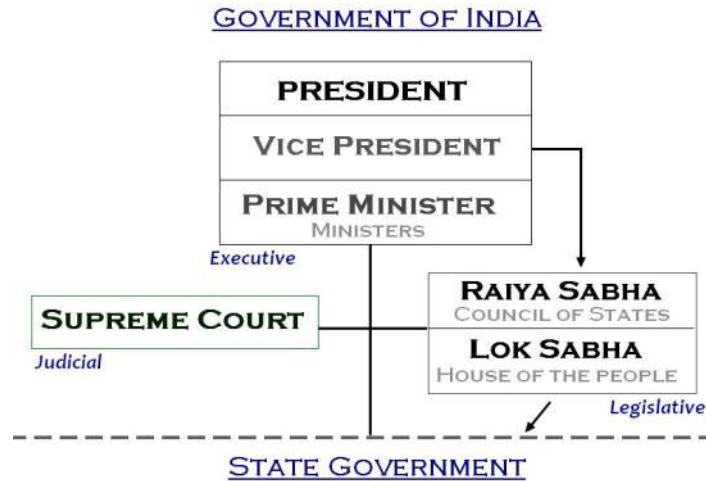 GOVERNMENT OF INDIA
PRESIDENT
VICE PRESIDENT
PRIME MINISTER
MINISTERS
Executive
RAIYA SABHA
COUNCIL OF STATES
SUPREME COURT
LOK SABHA
HOUSE OF THE PEOPLE
Judicial
Legislative
STATE GOVERNMENT